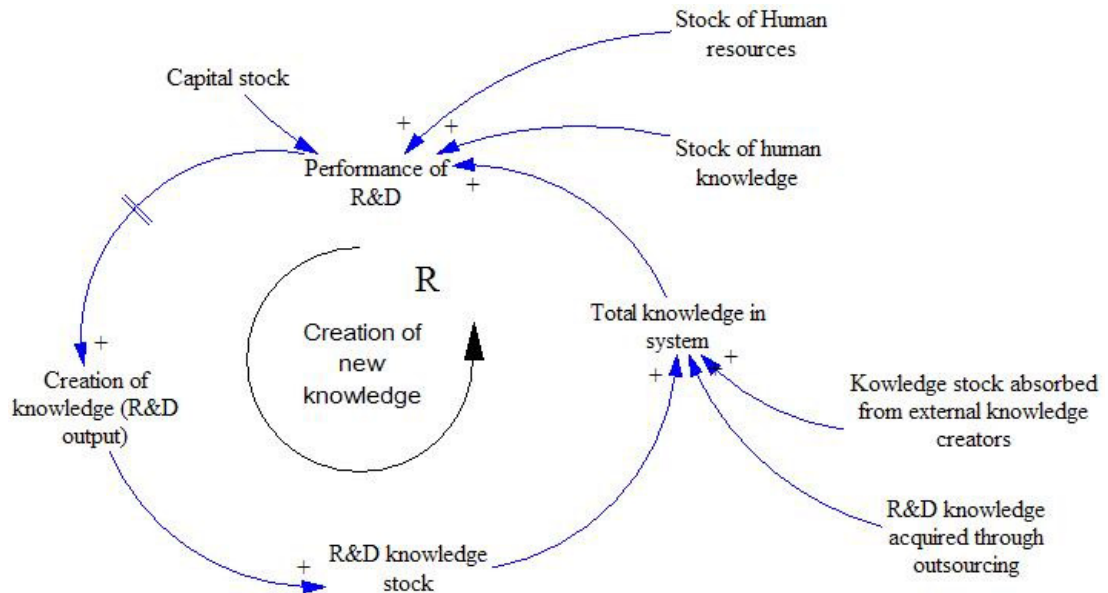 Stock of Human
resources
Capital stock
+
+
Stock of human
knowledge
Performance of
R&D
+
R
Creation of
new
knowledge
Total knowledge in
system
+
+
+
Creation of
knowledge (R&D
output)
Kowledge stock absorbed
from external knowledge
creators
R&D knowledge
acquired through
outsourcing
+
R&D knowledge
stock